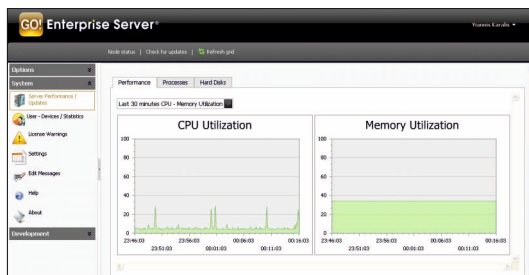 GO! Enterprise Server
Yiannis Karalis
Node status | Check for updates | Refresh grid
Options
System
Server Performance /
Updates
User - Devices / Statistics
License Warnings
Settings
Edit Messages
Help
About
Development
Performance
Processes
Hard Disks
Last 30 minutes CPU - Memory Utilization
CPU Utilization
100
80
60
40
20
0
23:46:03
23:51:03
23:56:03
00:01:03
00:06:03
00:11:03
00:16:03
Memory Utilization
100
80
60
40
20
0
23:46:03
23:51:03
23:56:03
00:01:03
00:06:03
00:11:03
00:16:03